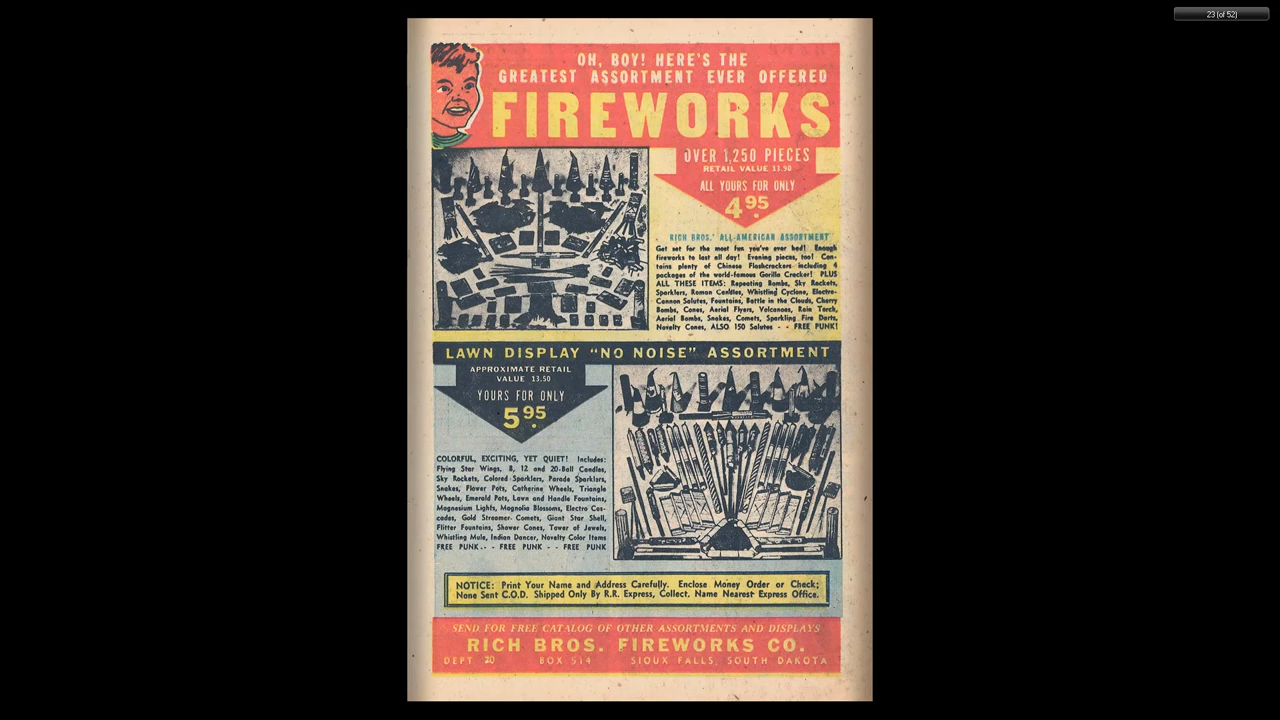 23 (of 52)
OH, BOY! HERE'S THE
GREATEST ASSORTMENT EVER OFFERED
FIREWORKS
OVER 1,250 PIECES
RETAIL VALUE 11.90
ALL YOURS FOR ONLY
4.95
RICH BROS.' ALL-AMERICAN ASSORTMENT
Get set for the most fun you've ever had! Enough
fireworks to last all day! Evening pieces, too! Con-
tains plenty of Chinese Flashcrackers including 4
packages of the world-famous Gorilla Cracker! PLUS
ALL THESE ITEMS: Repeating Bombs, Sky Rockets,
Sparklers, Roman Candles, Whistling Cyclone, Electro-
Cannon Salutes, Fountains, Battle in the Clouds, Cherry
Bombs, Cones, Aerial Flyers, Volcanoes, Rain Torch,
Aerial Bombs, Snakes, Comets, Sparkling Fire Darts,
Novelty Cones, ALSO 150 Salutes - - FREE PUNK!
LAWN DISPLAY "NO NOISE" ASSORTMENT
APPROXIMATE RETAIL
VALUE 13.50
YOURS FOR ONLY
5.95
COLORFUL, EXCITING, YET QUIET! Includes:
Flying Star Wings, 8, 12 and 20-Ball Candles,
Sky Rockets, Colored Sparklers, Parade Sparklers,
Snakes, Flower Pots, Catherine Wheels, Triangle
Wheels, Emerald Pots, Lawn and Handle Fountains,
Magnesium Lights, Magnolia Blossoms, Electro Cas-
cades, Gold Streamer Comets, Giant Star Shell,
Flitter Fountains, Shower Cones, Tower of Jewels,
Whistling Mule, Indian Dancer, Novelty Color Items
FREE PUNK - - FREE PUNK - - FREE PUNK
NOTICE: Print Your Name and Address Carefully. Enclose Money Order or Check;
None Sent C.O.D. Shipped Only By R.R. Express, Collect. Name Nearest Express Office.
SEND FOR FREE CATALOG OF OTHER ASSORTMENTS AND DISPLAYS
RICH BROS. FIREWORKS CO.
DEPT 20 BOX 514 SIOUX FALLS, SOUTH DAKOTA